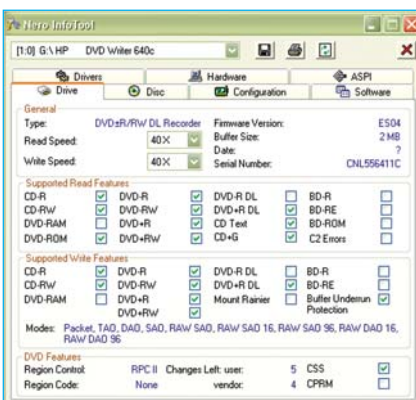 Nero InfoTool
[1:0] G:\ HP DVD Writer 640c
Drivers Hardware ASPI
Drive Disc Configuration Software
General
Type: DVD±R/RW DL Recorder Firmware Version: ES04
Read Speed: 40 X Buffer Size: 2 MB
Date: ?
Write Speed: 40 X Serial Number: CNL556411C
Supported Read Features
CD-R DVD-R DVD-R DL BD-R
CD-RW DVD-RW DVD+R DL BD-RE
DVD-RAM DVD+R CD Text BD-ROM
DVD-ROM DVD+RW CD+G C2 Errors
Supported Write Features
CD-R DVD-R DVD-R DL BD-R
CD-RW DVD-RW DVD+R DL BD-RE
DVD-RAM DVD+R Mount Rainier Buffer Underrun
DVD+RW Protection
Modes: Packet, TAO, DAO, SAO, RAW SAO, RAW SAO 16, RAW SAO 96, RAW DAO 16,
RAW DAO 96
DVD Features
Region Control: RPC II Changes Left: user: 5 CSS
Region Code: None vendor: 4 CPRM